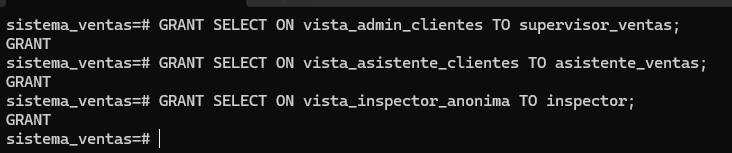 sistema_ventas=# GRANT SELECT ON vista_admin_clientes TO supervisor_ventas;
GRANT
sistema_ventas=# GRANT SELECT ON vista_asistente_clientes TO asistente_ventas;
GRANT
sistema_ventas=# GRANT SELECT ON vista_inspector_anonima TO inspector;
GRANT
sistema_ventas=#